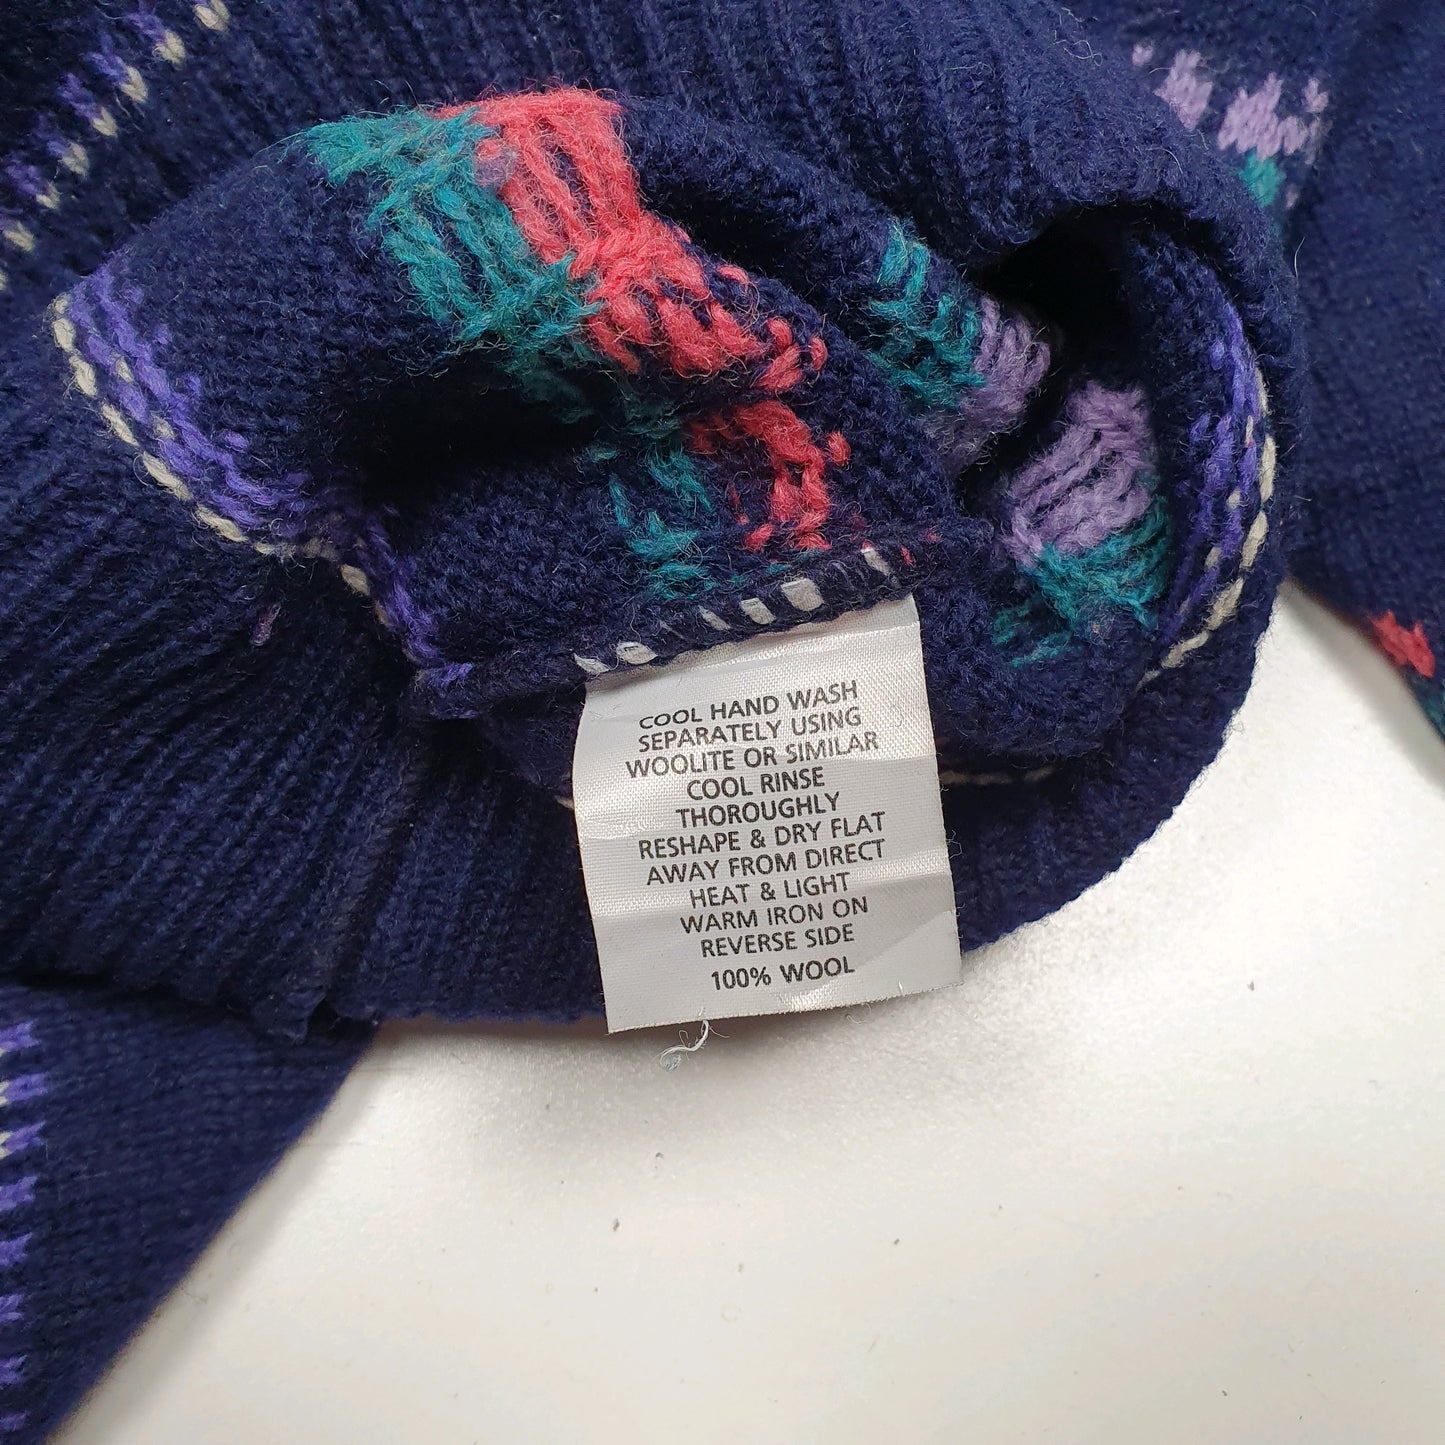 COOL HAND WASH
SEPARATELY USING
WOOLITE OR SIMILAR
COOL RINSE
THOROUGHLY
RESHAPE & DRY FLAT
AWAY FROM DIRECT
HEAT & LIGHT
WARM IRON ON
REVERSE SIDE
100% WOOL